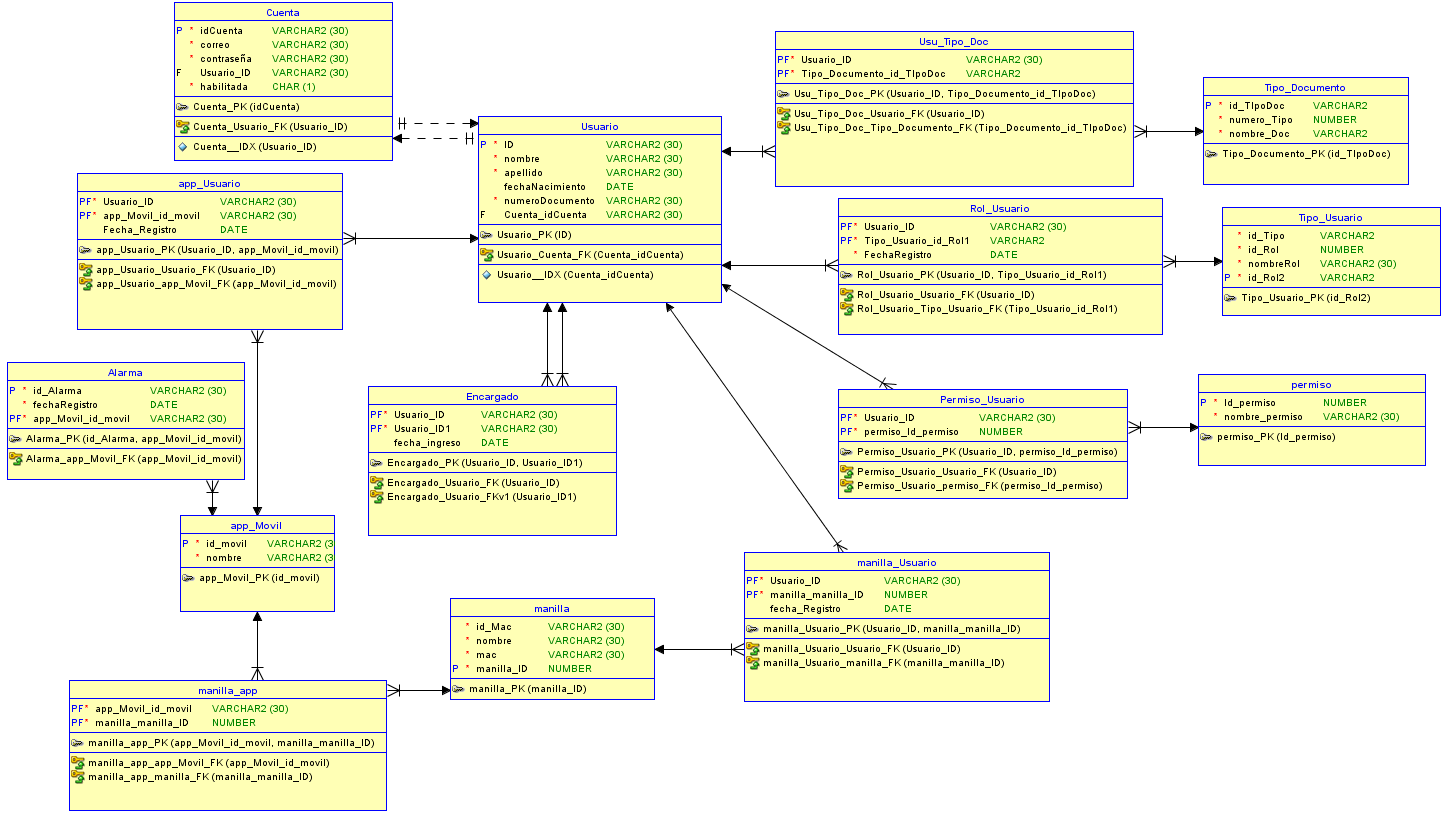 Cuenta
P * idCuenta VARCHAR2 (30)
* correo VARCHAR2 (30)
* contraseña VARCHAR2 (30)
F Usuario_ID VARCHAR2 (30)
* habilitada CHAR (1)
Cuenta_PK (idCuenta)
Cuenta_Usuario_FK (Usuario_ID)
Cuenta__IDX (Usuario_ID)
Usu_Tipo_Doc
PF* Usuario_ID VARCHAR2 (30)
PF* Tipo_Documento_id_TIpoDoc VARCHAR2
Usu_Tipo_Doc_PK (Usuario_ID, Tipo_Documento_id_TIpoDoc)
Usu_Tipo_Doc_Usuario_FK (Usuario_ID)
Usu_Tipo_Doc_Tipo_Documento_FK (Tipo_Documento_id_TIpoDoc)
Tipo_Documento
P * id_TIpoDoc VARCHAR2
* numero_Tipo NUMBER
* nombre_Doc VARCHAR2
Tipo_Documento_PK (id_TIpoDoc)
Usuario
P * ID VARCHAR2 (30)
* nombre VARCHAR2 (30)
* apellido VARCHAR2 (30)
fechaNacimiento DATE
* numeroDocumento VARCHAR2 (30)
F Cuenta_idCuenta VARCHAR2 (30)
Usuario_PK (ID)
Usuario_Cuenta_FK (Cuenta_idCuenta)
Usuario__IDX (Cuenta_idCuenta)
app_Usuario
PF* Usuario_ID VARCHAR2 (30)
PF* app_Movil_id_movil VARCHAR2 (30)
Fecha_Registro DATE
app_Usuario_PK (Usuario_ID, app_Movil_id_movil)
app_Usuario_Usuario_FK (Usuario_ID)
app_Usuario_app_Movil_FK (app_Movil_id_movil)
Rol_Usuario
PF* Usuario_ID VARCHAR2 (30)
PF* Tipo_Usuario_id_Rol1 VARCHAR2
* FechaRegistro DATE
Rol_Usuario_PK (Usuario_ID, Tipo_Usuario_id_Rol1)
Rol_Usuario_Usuario_FK (Usuario_ID)
Rol_Usuario_Tipo_Usuario_FK (Tipo_Usuario_id_Rol1)
Tipo_Usuario
* id_Tipo VARCHAR2
* id_Rol NUMBER
* nombreRol VARCHAR2 (30)
P * id_Rol2 VARCHAR2
Tipo_Usuario_PK (id_Rol2)
Alarma
P * id_Alarma VARCHAR2 (30)
* fechaRegistro DATE
PF* app_Movil_id_movil VARCHAR2 (30)
Alarma_PK (id_Alarma, app_Movil_id_movil)
Alarma_app_Movil_FK (app_Movil_id_movil)
Encargado
PF* Usuario_ID VARCHAR2 (30)
PF* Usuario_ID1 VARCHAR2 (30)
fecha_ingreso DATE
Encargado_PK (Usuario_ID, Usuario_ID1)
Encargado_Usuario_FK (Usuario_ID)
Encargado_Usuario_FKv1 (Usuario_ID1)
Permiso_Usuario
PF* Usuario_ID VARCHAR2 (30)
PF* permiso_Id_permiso NUMBER
Permiso_Usuario_PK (Usuario_ID, permiso_Id_permiso)
Permiso_Usuario_Usuario_FK (Usuario_ID)
Permiso_Usuario_permiso_FK (permiso_Id_permiso)
permiso
P * Id_permiso NUMBER
* nombre_permiso VARCHAR2 (30)
permiso_PK (Id_permiso)
app_Movil
P * id_movil VARCHAR2 (3
* nombre VARCHAR2 (3
app_Movil_PK (id_movil)
manilla_Usuario
PF* Usuario_ID VARCHAR2 (30)
PF* manilla_manilla_ID NUMBER
fecha_Registro DATE
manilla_Usuario_PK (Usuario_ID, manilla_manilla_ID)
manilla_Usuario_Usuario_FK (Usuario_ID)
manilla_Usuario_manilla_FK (manilla_manilla_ID)
manilla
* id_Mac VARCHAR2 (30)
* nombre VARCHAR2 (30)
* mac VARCHAR2 (30)
P * manilla_ID NUMBER
manilla_PK (manilla_ID)
manilla_app
PF* app_Movil_id_movil VARCHAR2 (30)
PF* manilla_manilla_ID NUMBER
manilla_app_PK (app_Movil_id_movil, manilla_manilla_ID)
manilla_app_app_Movil_FK (app_Movil_id_movil)
manilla_app_manilla_FK (manilla_manilla_ID)